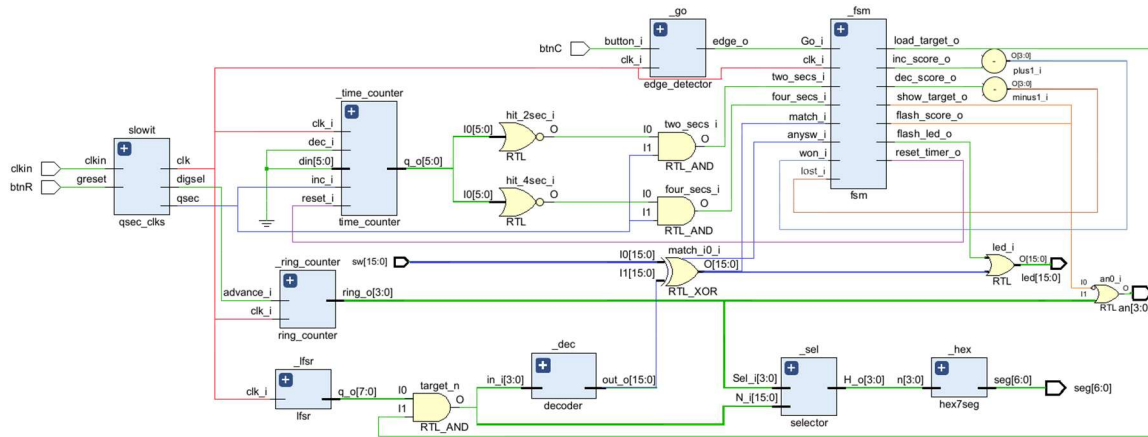 _go
button_i
clk_i
edge_o
edge_detector
btnC
_fsm
Go_i
clk_i
two_secs_i
four_secs_i
match_i
anysw_i
won_i
lost_i
load_target_o
inc_score_o
dec_score_o
show_target_o
flash_score_o
flash_led_o
reset_timer_o
fsm
O[3:0]
plus1_i
O[3:0]
minus1_i
_time_counter
clk_i
dec_i
din[5:0]
inc_i
reset_i
q_o[5:0]
time_counter
I0[5:0]
hit_2sec_i
O
RTL
I0[5:0]
hit_4sec_i
O
RTL
two_secs_i
I0
I1
O
RTL_AND
four_secs_i
I0
I1
O
RTL_AND
slowit
clkin
greset
clk
digsel
qsec
qsec_clks
clkin
btnR
sw[15:0]
match_i0_i
I0[15:0]
I1[15:0]
O[15:0]
RTL_XOR
led_i
O[15:0]
RTL
led[15:0]
an0_i
I0
I1
O
RTL
an[3:0]
_ring_counter
advance_i
clk_i
ring_o[3:0]
ring_counter
_lfsr
clk_i
q_o[7:0]
lfsr
target_n
I0
I1
O
RTL_AND
_dec
in_i[3:0]
out_o[15:0]
decoder
_sel
Sel_i[3:0]
N_i[15:0]
H_o[3:0]
selector
_hex
n[3:0]
seg[6:0]
hex7seg
seg[6:0]